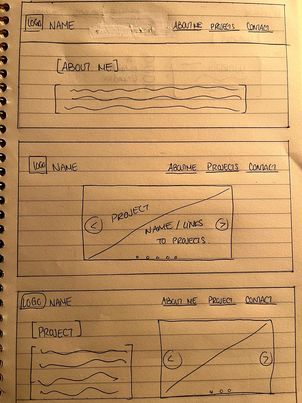 LOGO NAME ABOUT ME PROJECTS CONTACT
[ABOUT ME]
LOGO NAME ABOUT ME PROJECTS CONTACT
PROJECT
NAME / LINKS
TO PROJECTS
LOGO NAME ABOUT ME PROJECT CONTACT
[PROJECT]